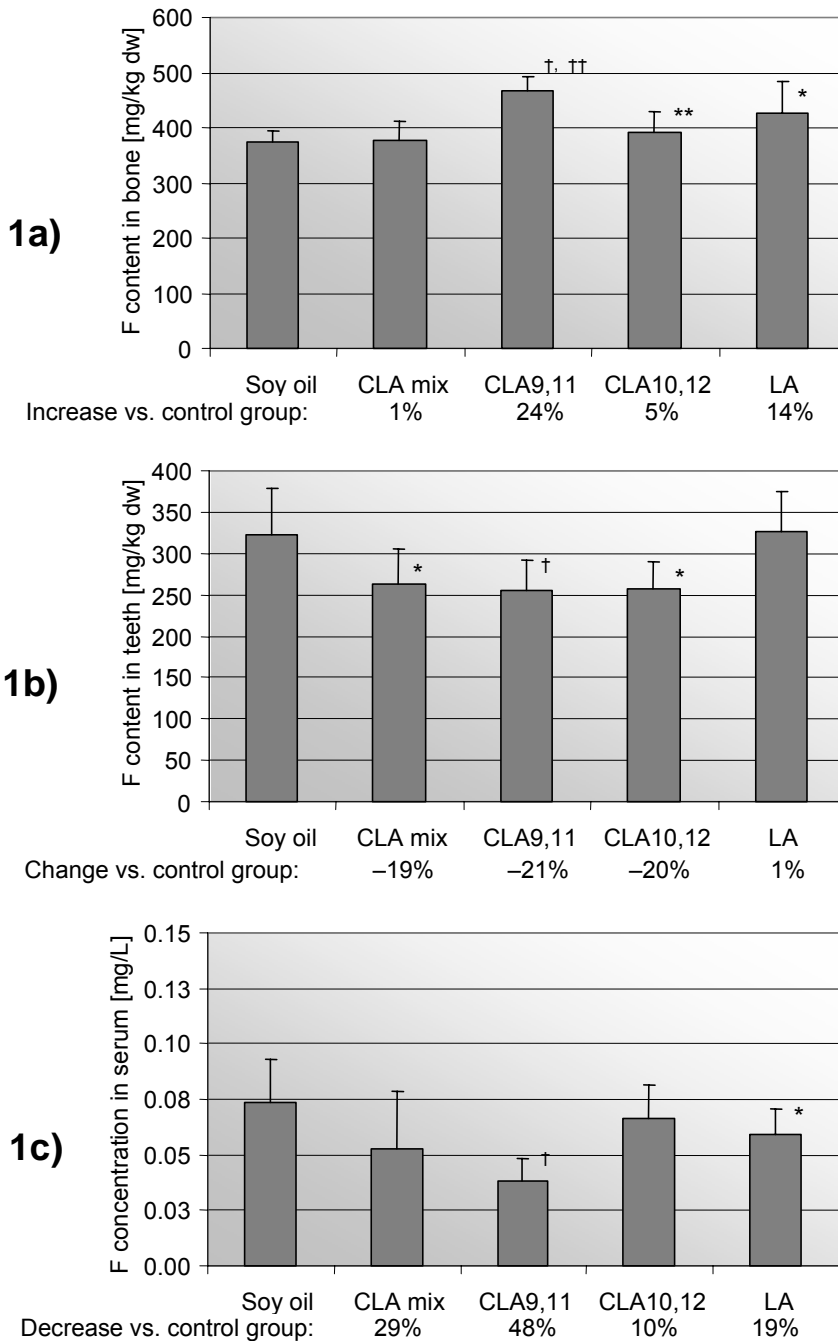 1a)
F content in bone [mg/kg dw]
600
500
400
300
200
100
0
†, ††
**
*
Soy oil CLA mix CLA9,11 CLA10,12 LA
Increase vs. control group: 1% 24% 5% 14%
1b)
F content in teeth [mg/kg dw]
400
350
300
250
200
150
100
50
0
* † *
Soy oil CLA mix CLA9,11 CLA10,12 LA
Change vs. control group: –19% –21% –20% 1%
1c)
F concentration in serum [mg/L]
0.15
0.13
0.10
0.08
0.05
0.03
0.00
† *
Soy oil CLA mix CLA9,11 CLA10,12 LA
Decrease vs. control group: 29% 48% 10% 19%